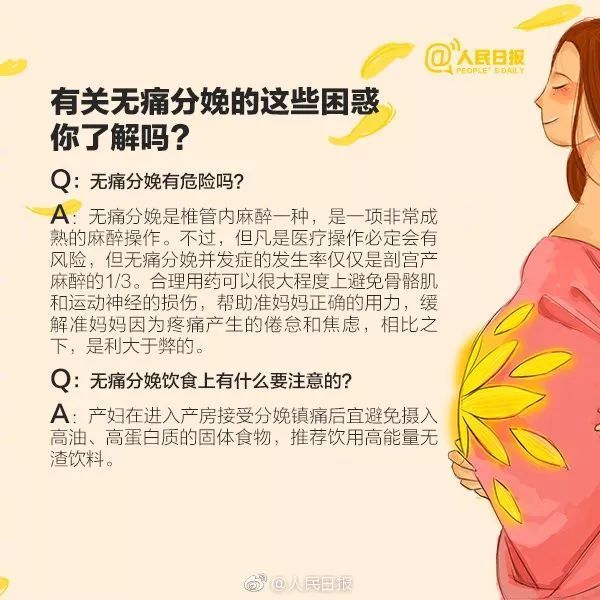 @人民日报
PEOPLE'S DAILY
有关无痛分娩的这些困惑
你了解吗？
Q：无痛分娩有危险吗？
A：无痛分娩是椎管内麻醉一种，是一项非常成
熟的麻醉操作。不过，但凡是医疗操作必定会有
风险，但无痛分娩并发症的发生率仅仅是剖宫产
麻醉的1/3。合理用药可以很大程度上避免骨骼肌
和运动神经的损伤，帮助准妈妈正确的用力，缓
解准妈妈因为疼痛产生的倦怠和焦虑，相比之
下，是利大于弊的。
Q：无痛分娩饮食上有什么要注意的？
A：产妇在进入产房接受分娩镇痛后宜避免摄入
高油、高蛋白质的固体食物，推荐饮用高能量无
渣饮料。
@人民日报